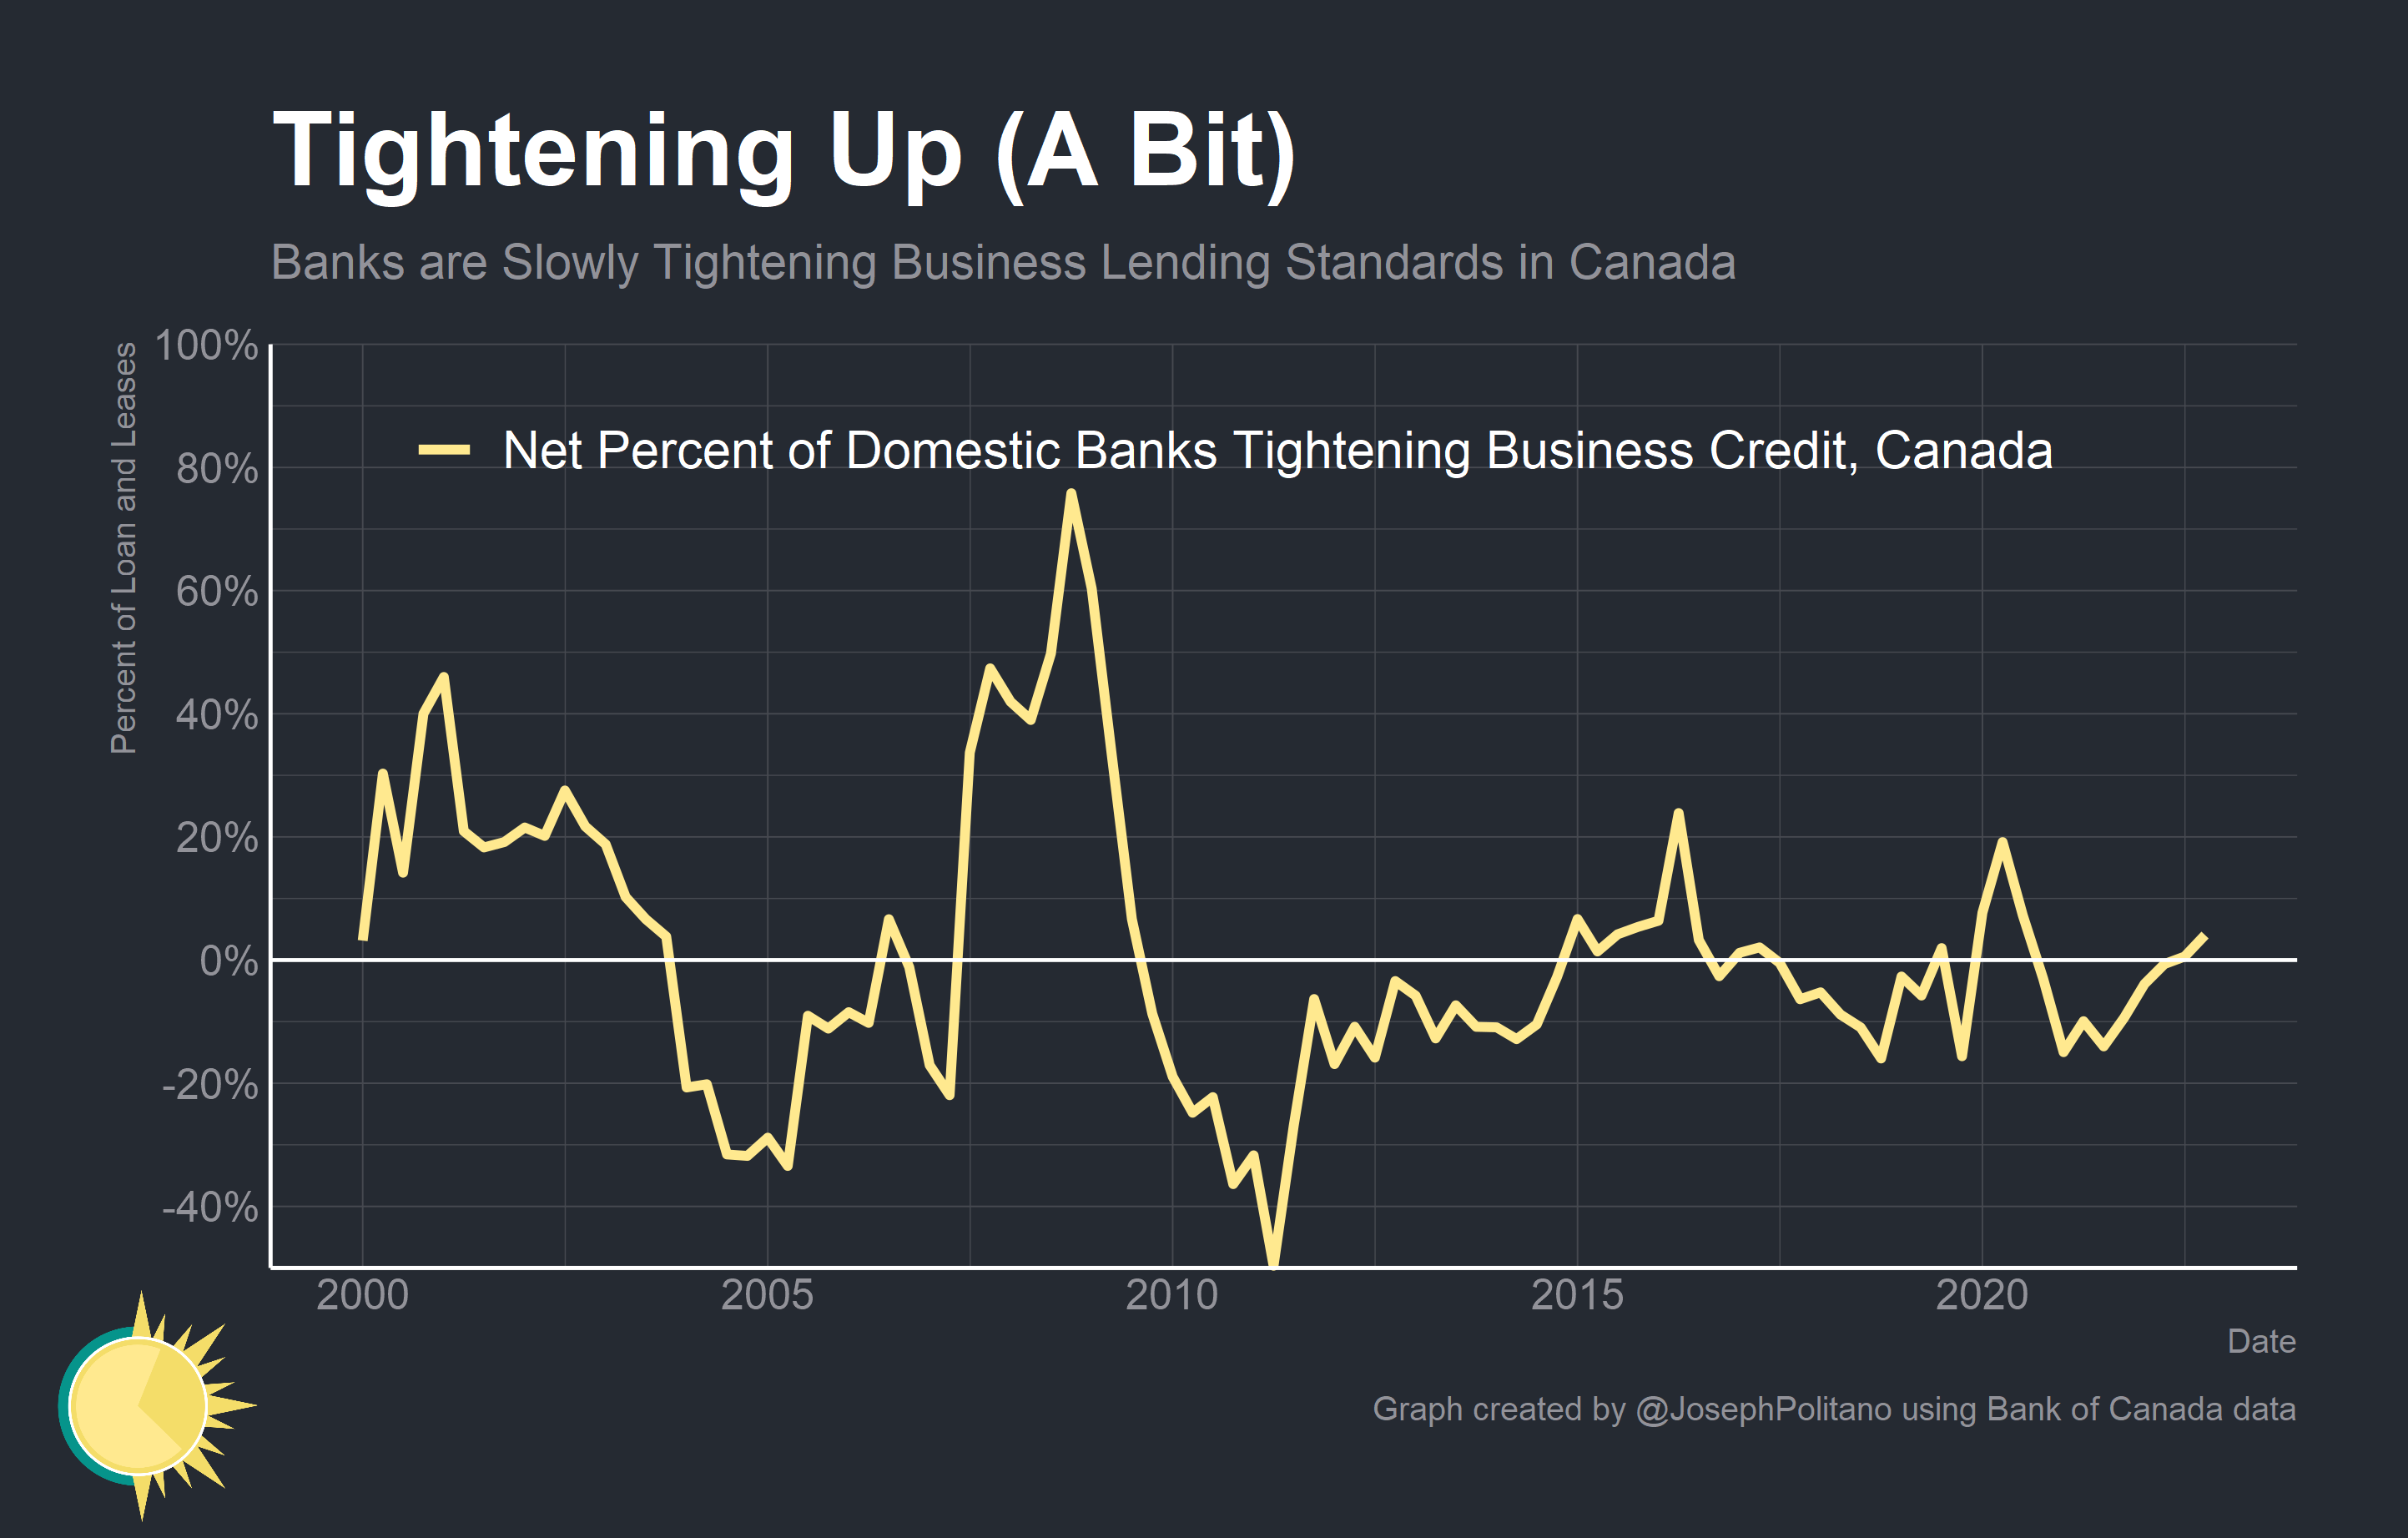 Tightening Up (A Bit)
Banks are Slowly Tightening Business Lending Standards in Canada
Percent of Loan and Leases
100%
80%
60%
40%
20%
0%
-20%
-40%
Net Percent of Domestic Banks Tightening Business Credit, Canada
2000
2005
2010
2015
2020
Date
Graph created by @JosephPolitano using Bank of Canada data